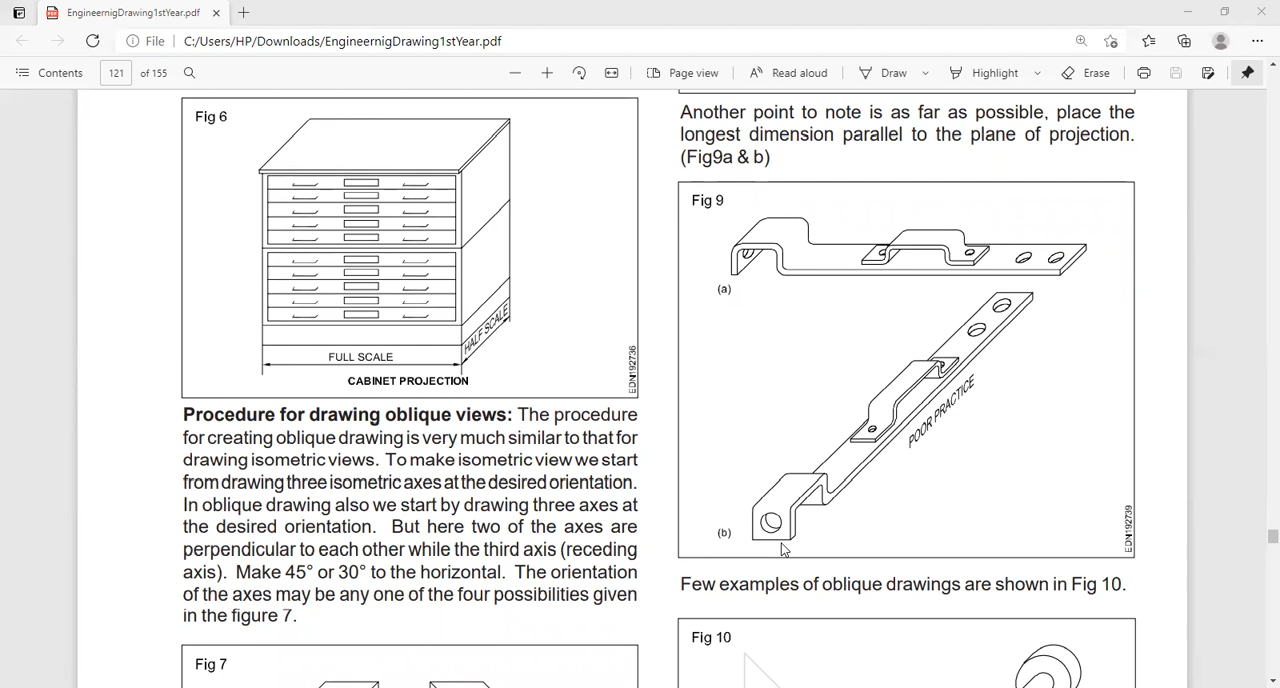 EngineernigDrawing1stYear.pdf
File
C:/Users/HP/Downloads/EngineernigDrawing1stYear.pdf
Contents
121
of 155
Page view
Read aloud
Draw
Highlight
Erase
Fig 6
HALF SCALE
FULL SCALE
CABINET PROJECTION
EDN192736
Procedure for drawing oblique views: The procedure
for creating oblique drawing is very much similar to that for
drawing isometric views. To make isometric view we start
from drawing three isometric axes at the desired orientation.
In oblique drawing also we start by drawing three axes at
the desired orientation. But here two of the axes are
perpendicular to each other while the third axis (receding
axis). Make 45° or 30° to the horizontal. The orientation
of the axes may be any one of the four possibilities given
in the figure 7.
Fig 7
Another point to note is as far as possible, place the
longest dimension parallel to the plane of projection.
(Fig9a & b)
Fig 9
(a)
POOR PRACTICE
(b)
EDN192739
Few examples of oblique drawings are shown in Fig 10.
Fig 10